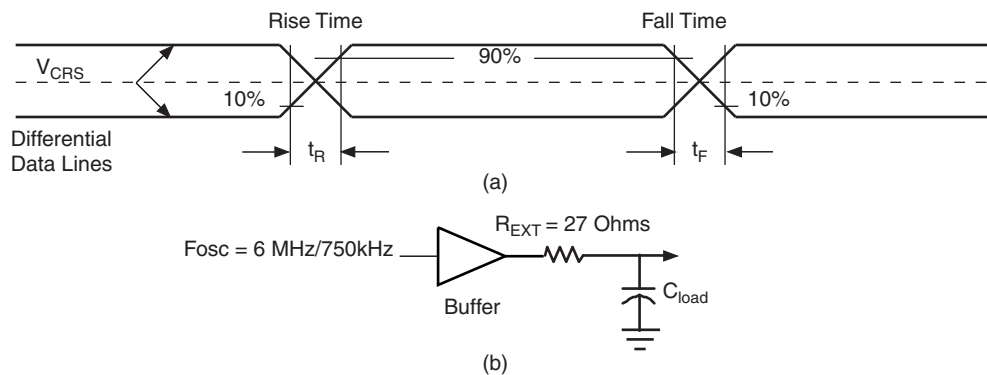 Rise Time
Fall Time
V_CRS
90%
10%
10%
Differential
Data Lines
t_R
t_F
(a)
R_EXT = 27 Ohms
Fosc = 6 MHz/750kHz
Buffer
C_load
(b)